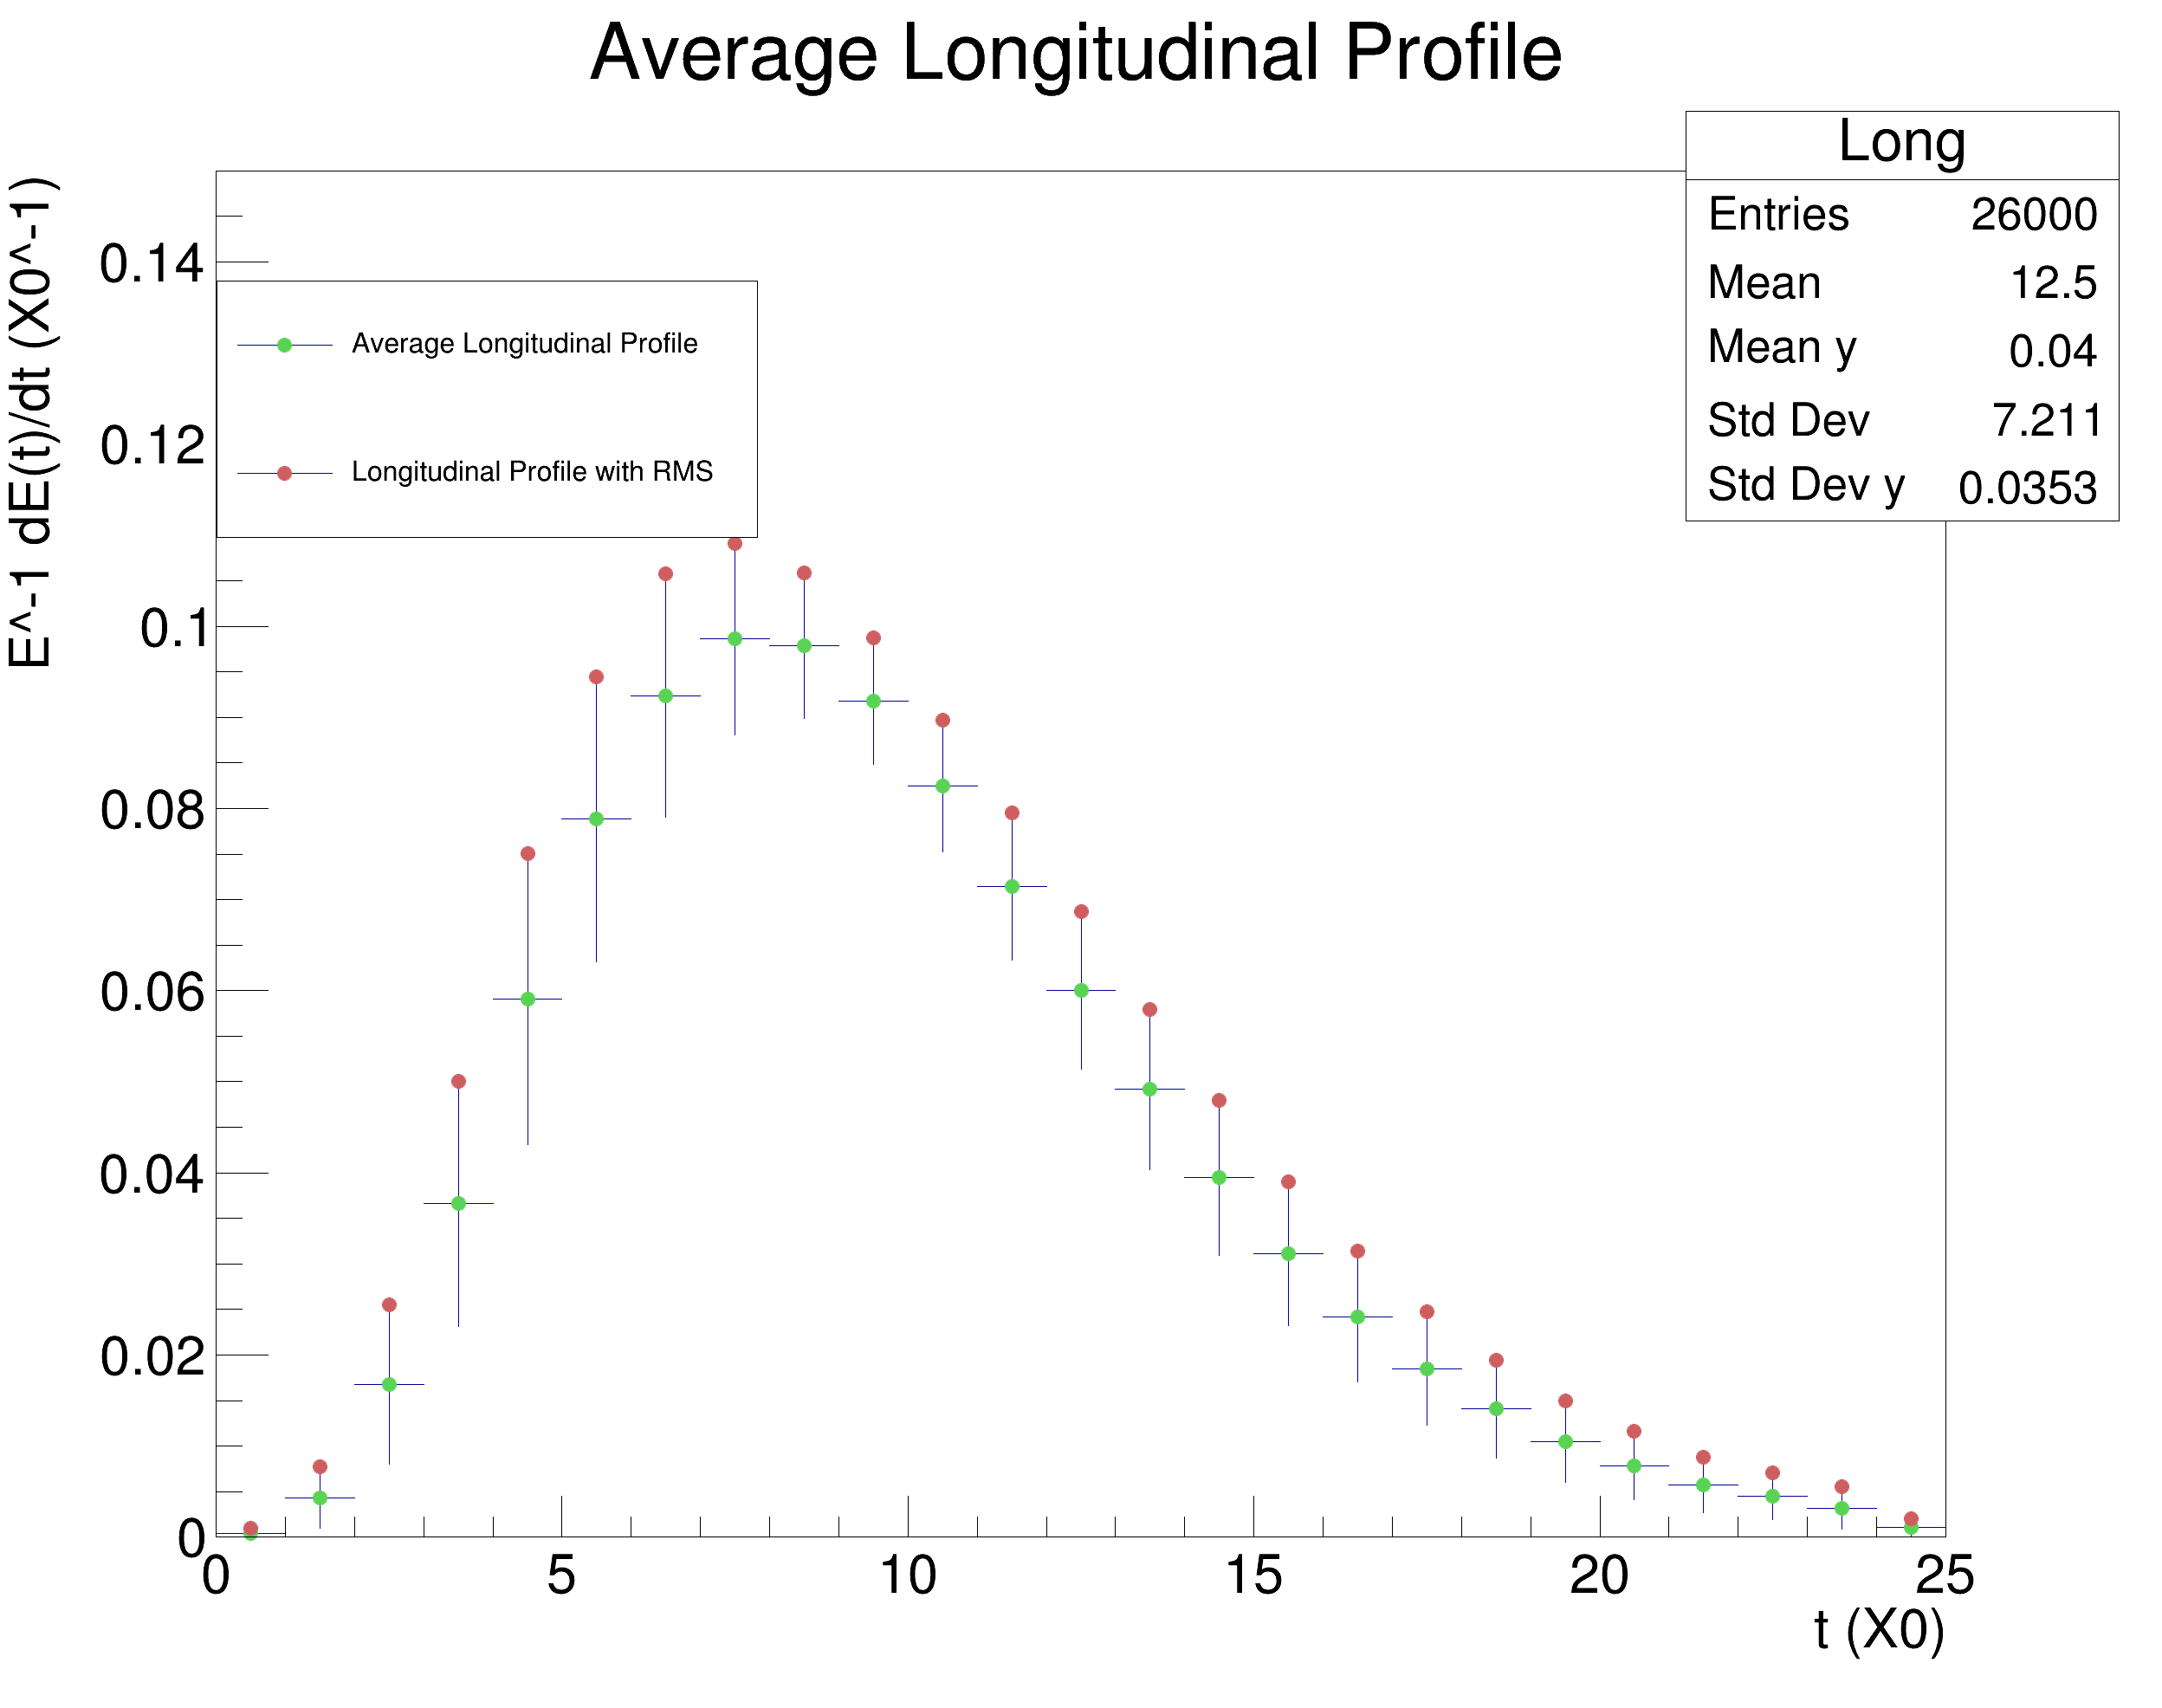 Average Longitudinal Profile
Long
Entries 26000
Mean 12.5
Mean y 0.04
Std Dev 7.211
Std Dev y 0.0353
E^-1 dE(t)/dt (X0^-1)
0.14
0.12
0.1
0.08
0.06
0.04
0.02
0
Average Longitudinal Profile
Longitudinal Profile with RMS
0 5 10 15 20 25
t (X0)